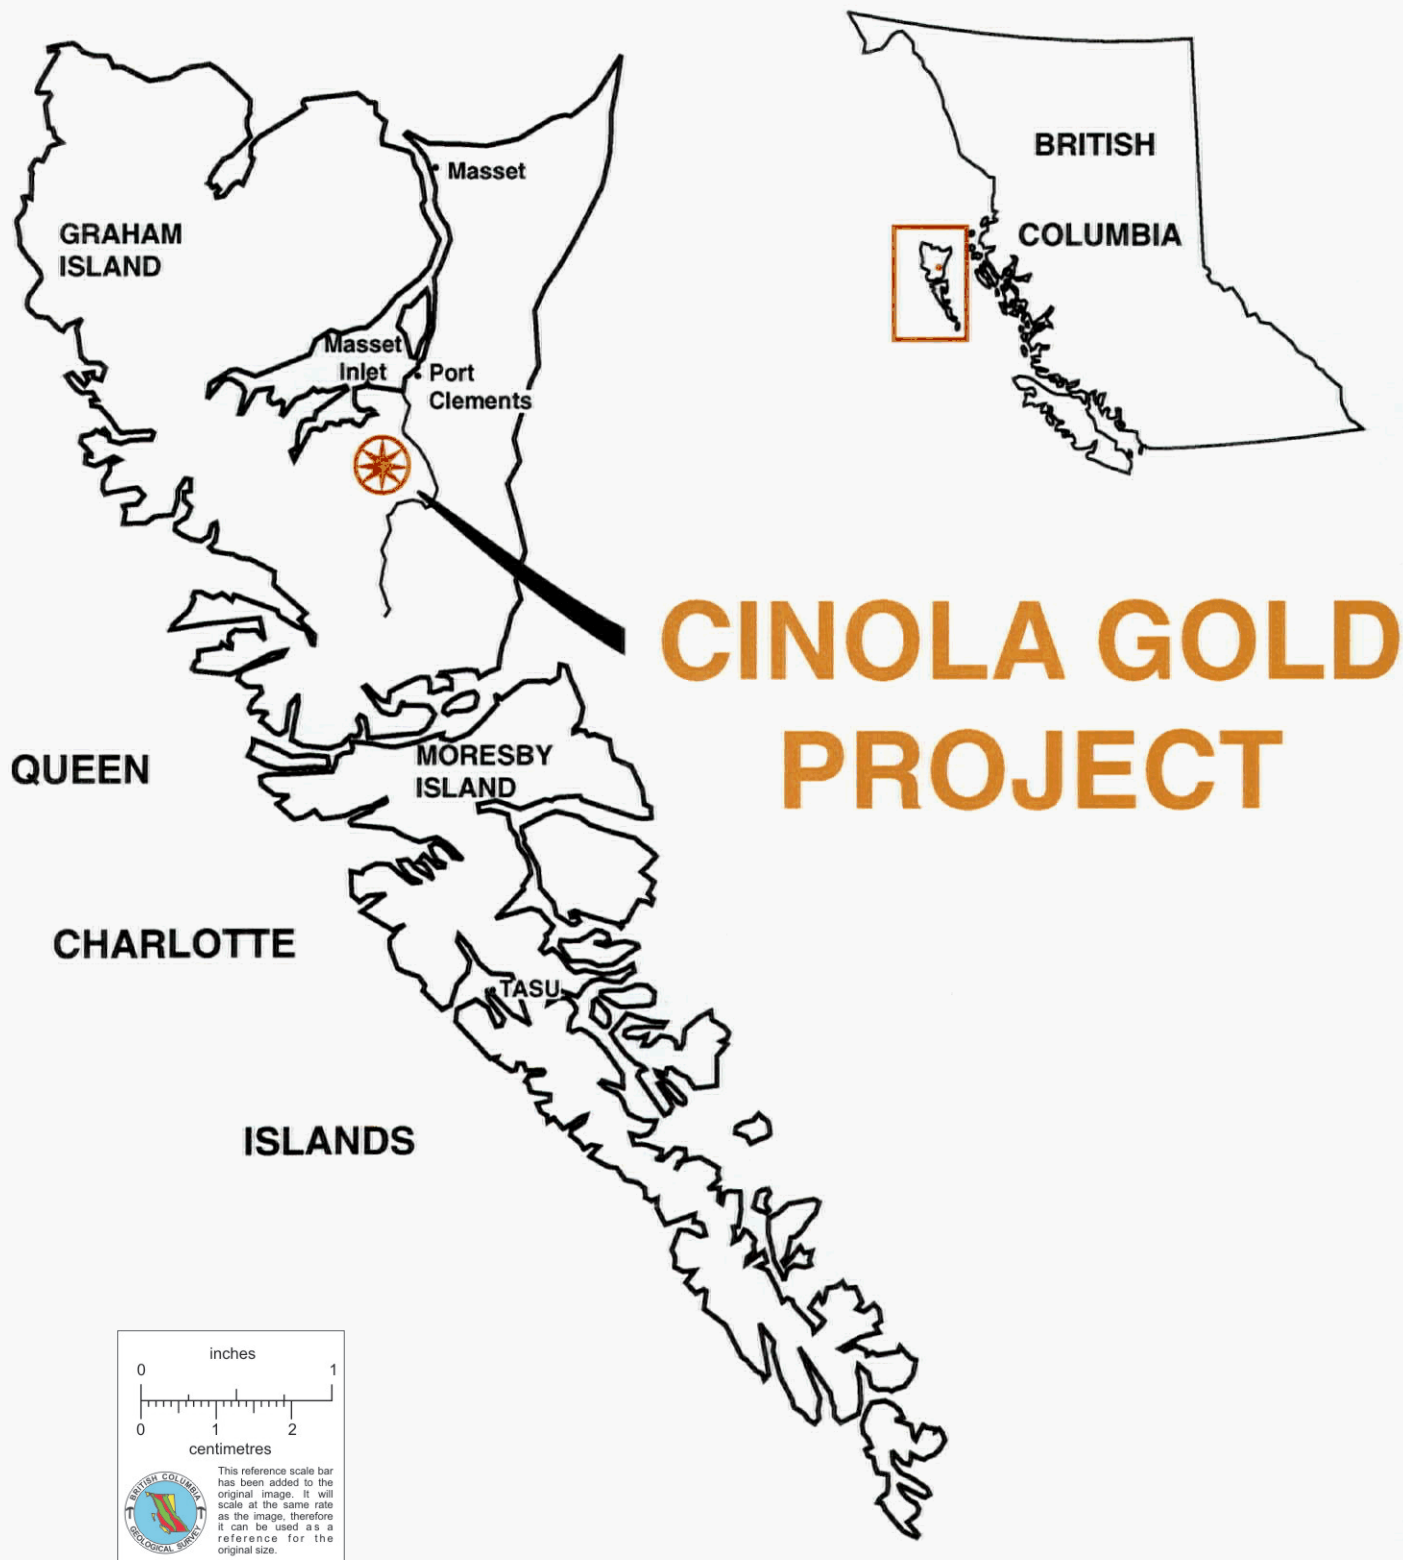 Masset
GRAHAM
ISLAND
Masset
Inlet
Port
Clements
BRITISH
COLUMBIA
CINOLA GOLD
PROJECT
QUEEN
MORESBY
ISLAND
CHARLOTTE
TASU
ISLANDS
inches
0 1
0 1 2
centimetres
BRITISH COLUMBIA
GEOLOGICAL SURVEY
This reference scale bar
has been added to the
original image. It will
scale at the same rate
as the image, therefore
it can be used as a
reference for the
original size.